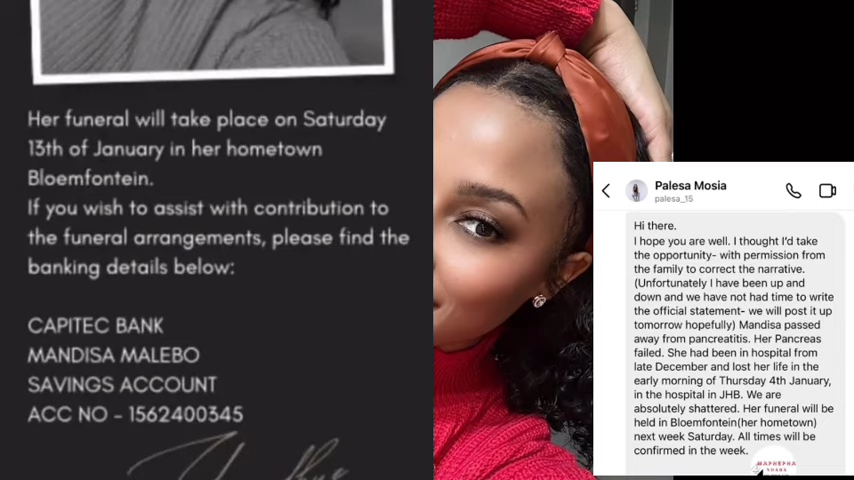 Her funeral will take place on Saturday
13th of January in her hometown
Bloemfontein.
If you wish to assist with contribution to
the funeral arrangements, please find the
banking details below:
CAPITEC BANK
MANDISA MALEBO
SAVINGS ACCOUNT
ACC NO - 1562400345
Palesa Mosia
palesa_15
Hi there.
I hope you are well. I thought I'd take
the opportunity- with permission from
the family to correct the narrative.
(Unfortunately I have been up and
down and we have not had time to write
the official statement- we will post it up
tomorrow hopefully) Mandisa passed
away from pancreatitis. Her Pancreas
failed. She had been in hospital from
late December and lost her life in the
early morning of Thursday 4th January,
in the hospital in JHB. We are
absolutely shattered. Her funeral will be
held in Bloemfontein(her hometown)
next week Saturday. All times will be
confirmed in the week.